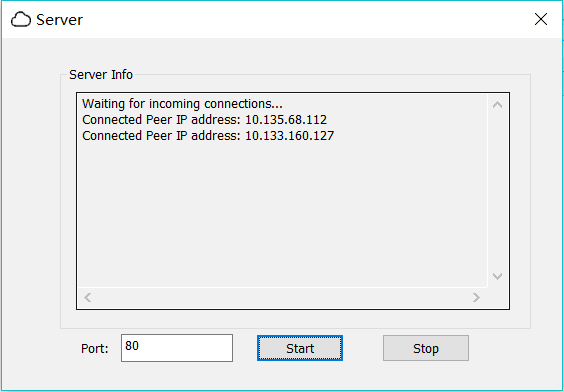 Server
Server Info
Waiting for incoming connections...
Connected Peer IP address: 10.135.68.112
Connected Peer IP address: 10.133.160.127
Port: 80 Start Stop